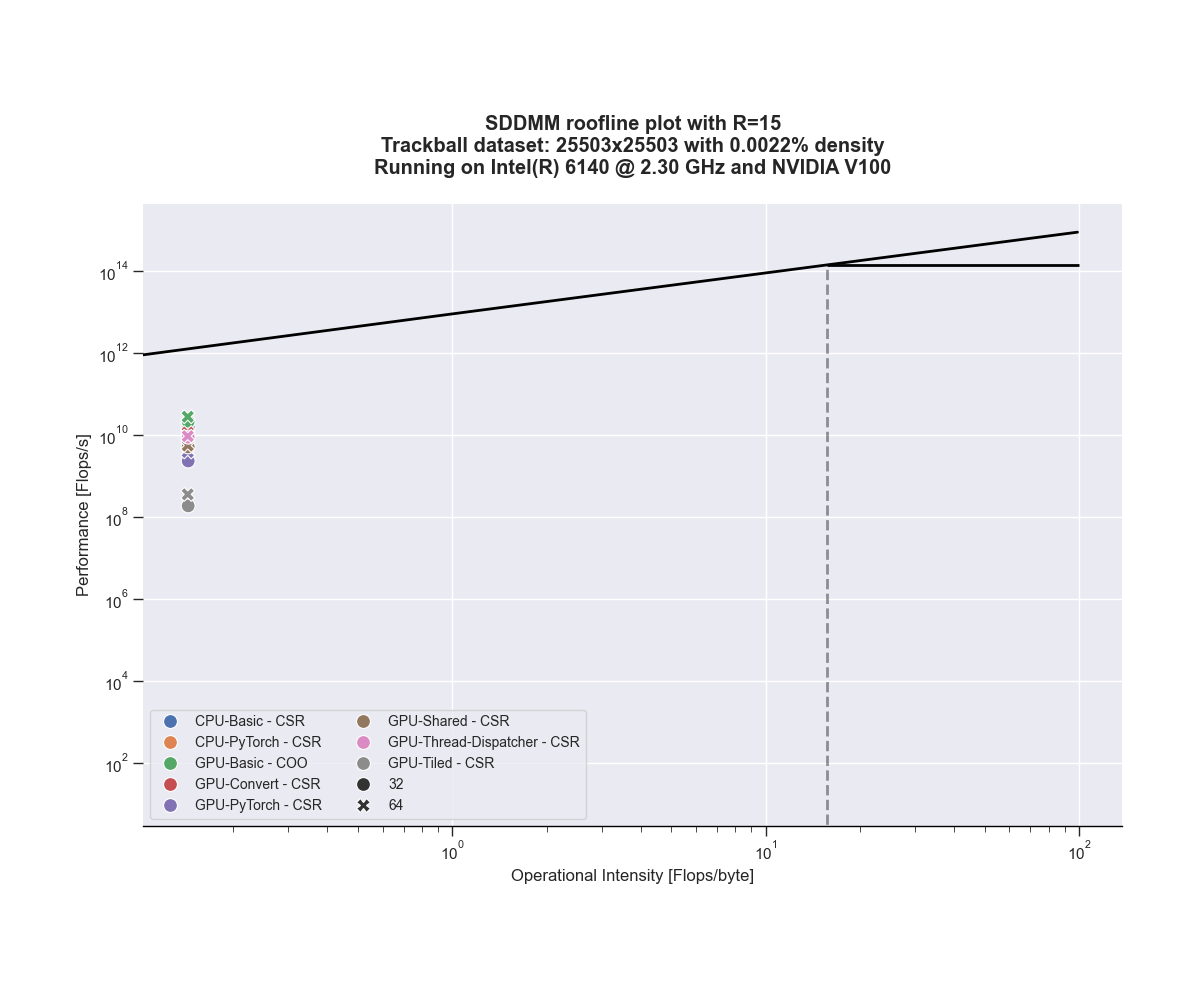 SDDMM roofline plot with R=15
Trackball dataset: 25503x25503 with 0.0022% density
Running on Intel(R) 6140 @ 2.30 GHz and NVIDIA V100
Performance [Flops/s]
10^14
10^12
10^10
10^8
10^6
10^4
10^2
CPU-Basic - CSR
CPU-PyTorch - CSR
GPU-Basic - COO
GPU-Convert - CSR
GPU-PyTorch - CSR
GPU-Shared - CSR
GPU-Thread-Dispatcher - CSR
GPU-Tiled - CSR
32
64
10^0
10^1
10^2
Operational Intensity [Flops/byte]